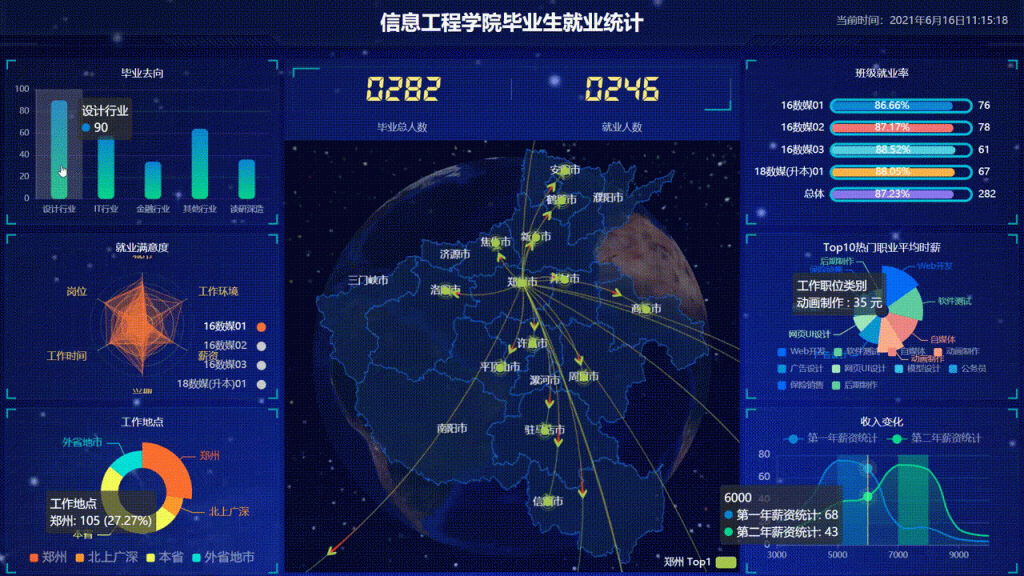 信息工程学院毕业生就业统计
当前时间：2021年6月16日11:15:18
毕业去向
100
80
60
40
20
0
设计行业
90
设计行业
IT行业
金融行业
其他行业
读研深造
0282
毕业总人数
0246
就业人数
班级就业率
16数媒01 86.66% 76
16数媒02 87.17% 78
16数媒03 88.52% 61
18数媒(升本)01 88.05% 67
总体 87.23% 282
就业满意度
岗位
工作环境
工作时间
薪资
16数媒01
16数媒02
16数媒03
18数媒(升本)01
安阳市
鹤壁市
濮阳市
新乡市
焦作市
济源市
三门峡市
洛阳市
郑州市
开封市
商丘市
许昌市
平顶山市
漯河市
周口市
南阳市
驻马店市
信阳市
郑州 Top1
Top10热门职业平均时薪
后期制作
保险销售
Web开发
软件测试
自媒体
动画制作
网页UI设计
工作职位类别
动画制作 : 35 元
Web开发
软件测试
自媒体
动画制作
广告设计
网页UI设计
模型设计
公务员
保险销售
后期制作
工作地点
外省地市
郑州
北上广深
本省
工作地点
郑州: 105 (27.27%)
郑州
北上广深
本省
外省地市
收入变化
第一年薪资统计
第二年薪资统计
80
60
40
6000
第一年薪资统计: 68
第二年薪资统计: 43
3000
5000
7000
9000